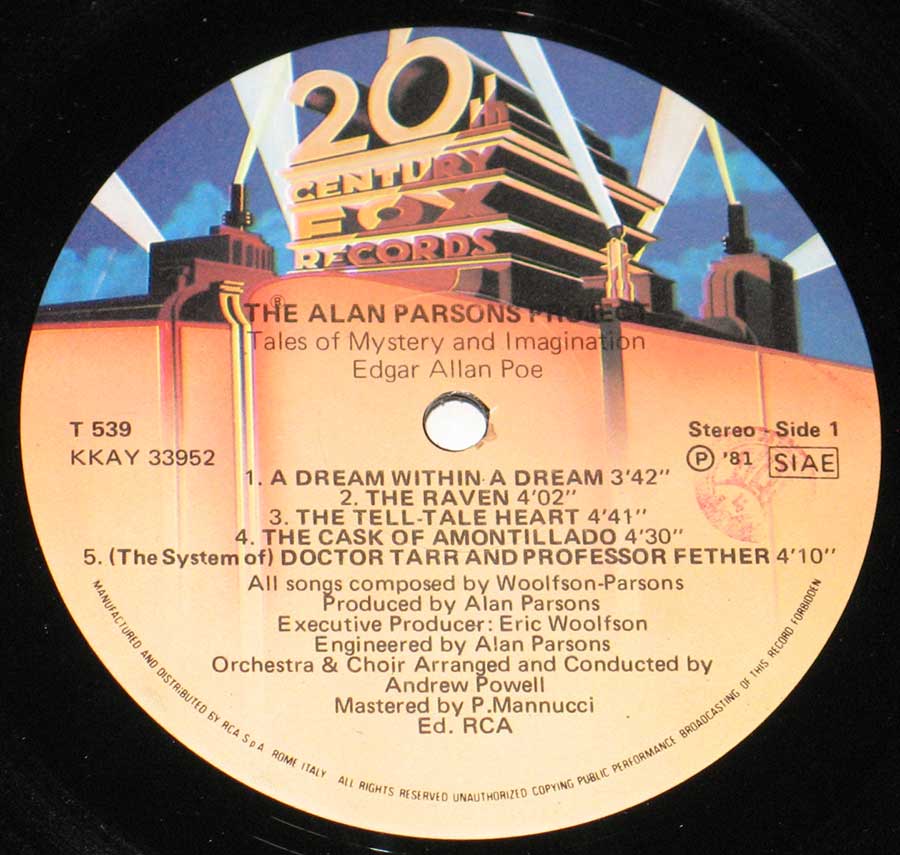 20th
CENTURY
FOX
RECORDS
®
THE ALAN PARSONS PROJECT
Tales of Mystery and Imagination
Edgar Allan Poe
T 539
KKAY 33952
Stereo - Side 1
Ⓟ '81 SIAE
1. A DREAM WITHIN A DREAM 3'42''
2. THE RAVEN 4'02''
3. THE TELL-TALE HEART 4'41''
4. THE CASK OF AMONTILLADO 4'30''
5. (The System of) DOCTOR TARR AND PROFESSOR FETHER 4'10''
All songs composed by Woolfson-Parsons
Produced by Alan Parsons
Executive Producer: Eric Woolfson
Engineered by Alan Parsons
Orchestra & Choir Arranged and Conducted by
Andrew Powell
Mastered by P.Mannucci
Ed. RCA
MANUFACTURED AND DISTRIBUTED BY RCA S.p.A. ROME ITALY ALL RIGHTS RESERVED UNAUTHORIZED COPYING PUBLIC PERFORMANCE BROADCASTING OF THIS RECORD FORBIDDEN